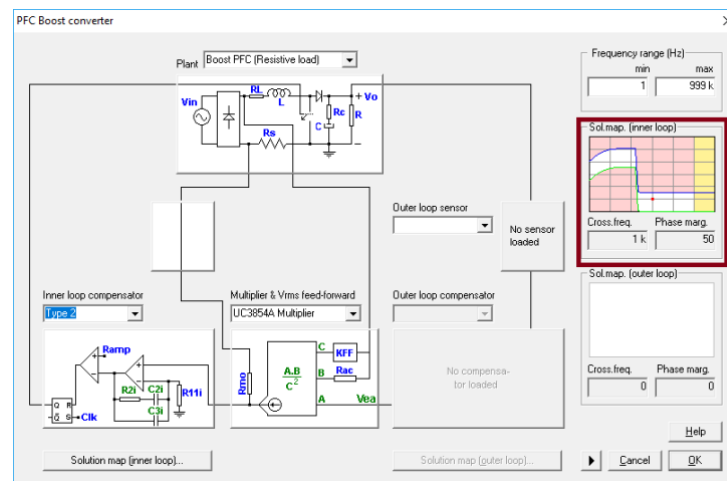 PFC Boost converter
Plant
Boost PFC (Resistive load)
Frequency range (Hz)
min
max
1
999 k
Vin
RL
L
Rc
C
+ Vo
R
Rs
Sol.map. (inner loop)
Cross.freq.
Phase marg.
1 k
50
Outer loop sensor
No sensor
loaded
Sol.map. (outer loop)
Cross.freq.
Phase marg.
0
0
Inner loop compensator
Type 2
Multiplier & Vrms feed-forward
UC3854A Multiplier
Outer loop compensator
Ramp
R2i
C2i
C3i
R11i
Q
R
Q
S
Clk
Rmo
A.B
C²
C
B
A
KFF
Rac
Vea
No compensa-
tor loaded
Solution map (inner loop)...
Solution map (outer loop)...
Help
Cancel
OK